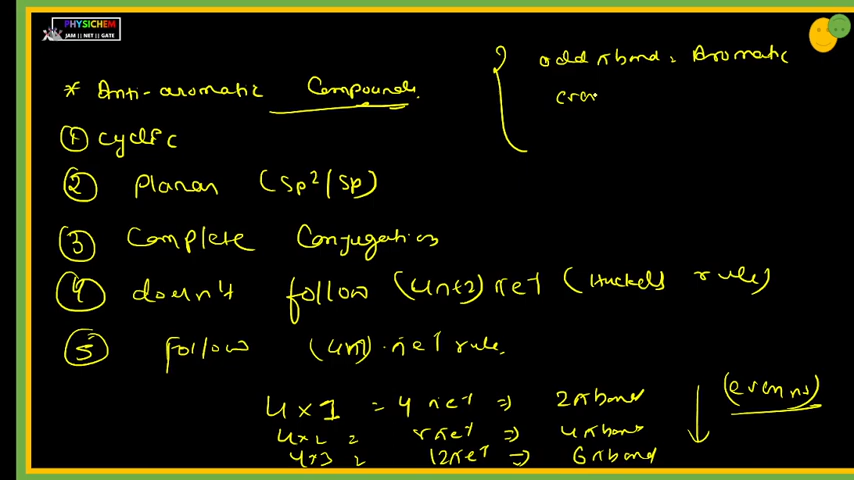 PHYSICHEM
JAM || NET || GATE
* Anti-aromatic Compounds.
odd π bond = Aromatic
① cyclic
② planar (sp²/sp)
③ Complete Conjugation
④ doesn't follow (4n+2) πe⁻ (Huckel's rule)
⑤ follow (4n) πe⁻ rule.
4×1 = 4 πe⁻ ⇒ 2π bond
4×2 = 8πe⁻ ⇒ 4π bond
4×3 = 12πe⁻ ⇒ 6π bond
(even no)